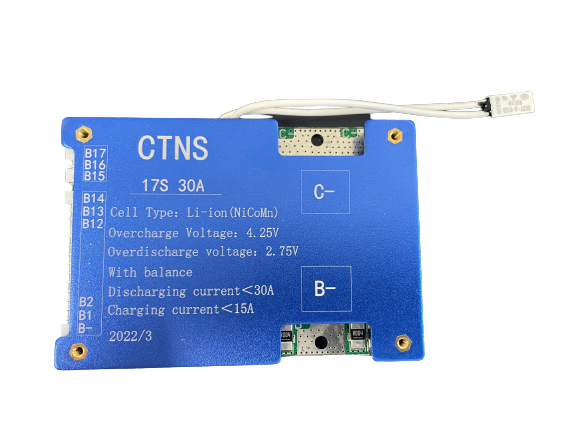 CTNS
17S 30A
Cell Type: Li-ion(NiCoMn)
Overcharge Voltage: 4.25V
Overdischarge voltage: 2.75V
With balance
Discharging current<30A
Charging current<15A
2022/3
B17
B16
B15
B14
B13
B12
B2
B1
B-
C-
B-